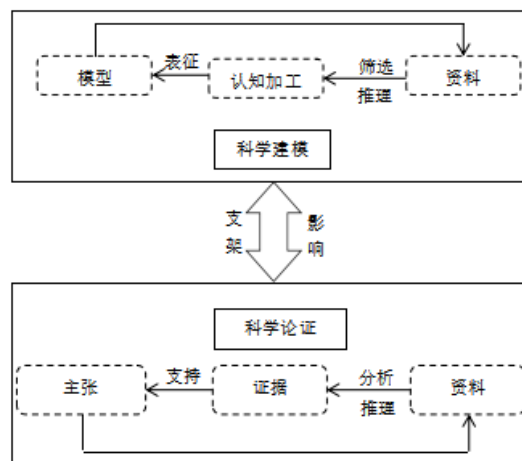 表征
筛选
模型
认知加工
资料
推理
科学建模
支架
影响
科学论证
支持
分析
主张
证据
资料
推理